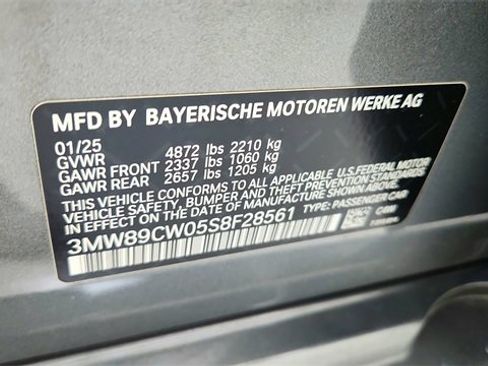 MFD BY BAYERISCHE MOTOREN WERKE AG
01/25
GVWR 4872 lbs 2210 kg
GAWR FRONT 2337 lbs 1060 kg
GAWR REAR 2657 lbs 1205 kg
THIS VEHICLE CONFORMS TO ALL APPLICABLE U.S.FEDERAL MOTOR
VEHICLE SAFETY, BUMPER AND THEFT PREVENTION STANDARDS
IN EFFECT ON THE DATE OF MANUFACTURE SHOWN ABOVE.
3MW89CW05S8F28561 TYPE: PASSENGER CAR